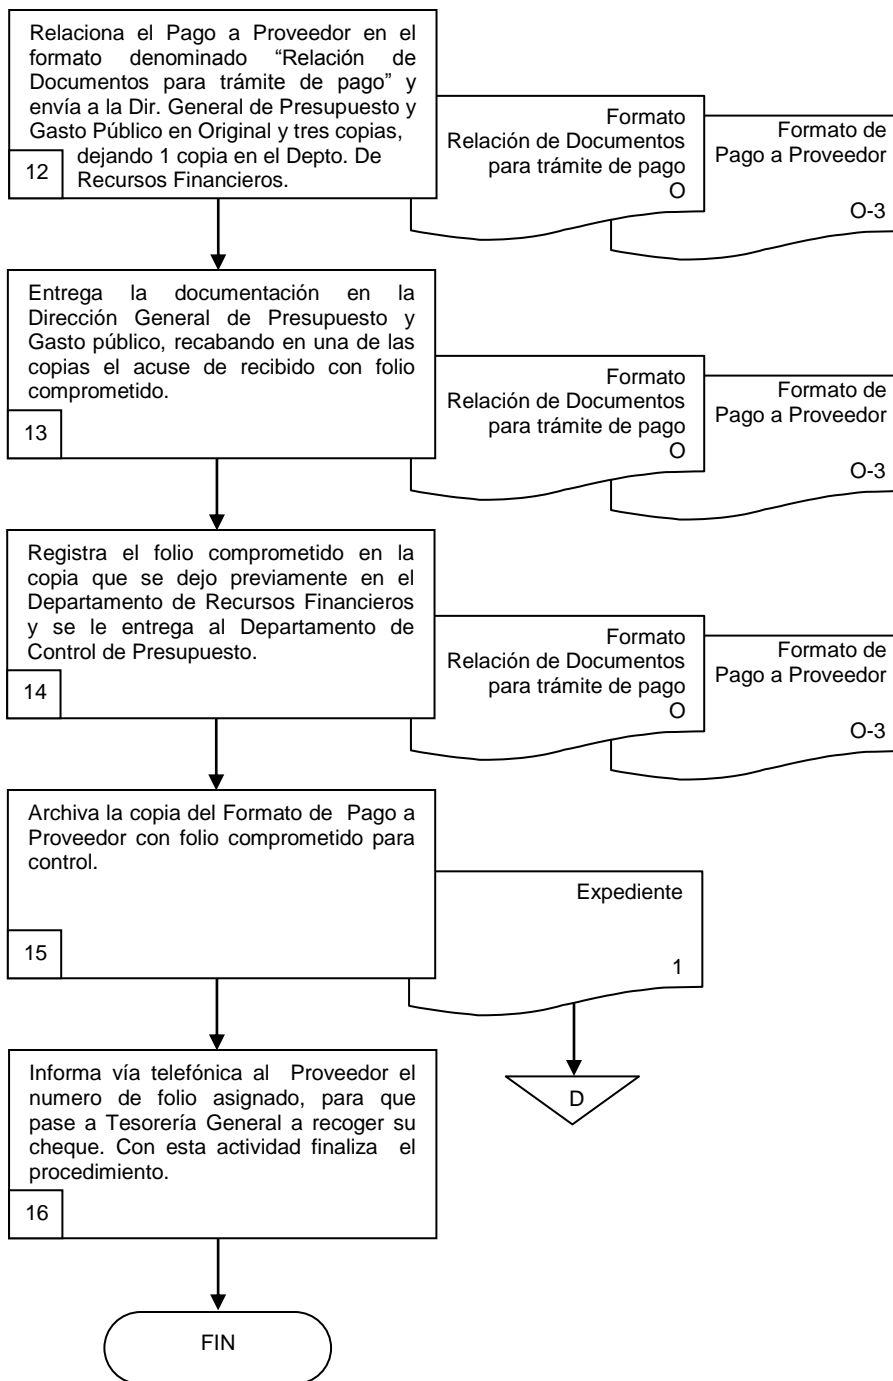 Relaciona el Pago a Proveedor en el
formato denominado “Relación de
Documentos para trámite de pago” y
envía a la Dir. General de Presupuesto y
Gasto Público en Original y tres copias,
dejando 1 copia en el Depto. De
Recursos Financieros.
12
Formato
Relación de Documentos
para trámite de pago
O
Formato de
Pago a Proveedor
O-3
Entrega la documentación en la
Dirección General de Presupuesto y
Gasto público, recabando en una de las
copias el acuse de recibido con folio
comprometido.
13
Formato
Relación de Documentos
para trámite de pago
O
Formato de
Pago a Proveedor
O-3
Registra el folio comprometido en la
copia que se dejo previamente en el
Departamento de Recursos Financieros
y se le entrega al Departamento de
Control de Presupuesto.
14
Formato
Relación de Documentos
para trámite de pago
O
Formato de
Pago a Proveedor
O-3
Archiva la copia del Formato de Pago a
Proveedor con folio comprometido para
control.
15
Expediente
1
D
Informa vía telefónica al Proveedor el
numero de folio asignado, para que
pase a Tesorería General a recoger su
cheque. Con esta actividad finaliza el
procedimiento.
16
FIN